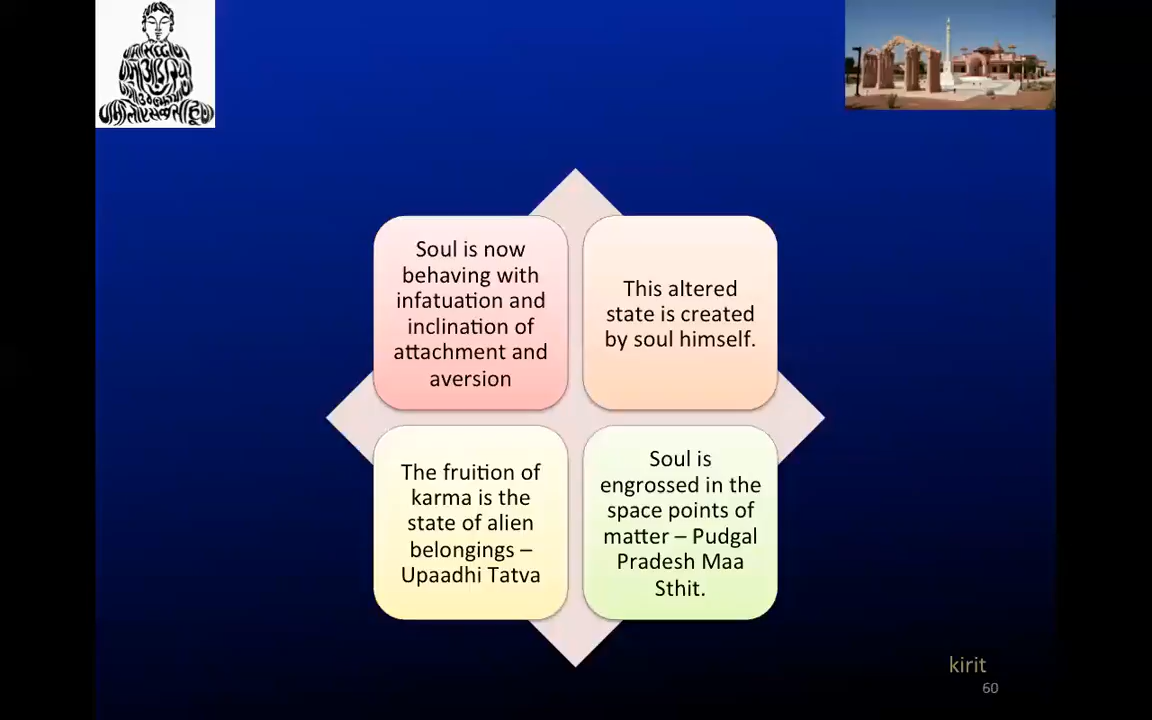 Soul is now
behaving with
infatuation and
inclination of
attachment and
aversion
This altered
state is created
by soul himself.
The fruition of
karma is the
state of alien
belongings –
Upaadhi Tatva
Soul is
engrossed in the
space points of
matter – Pudgal
Pradesh Maa
Sthit.
kirit
60